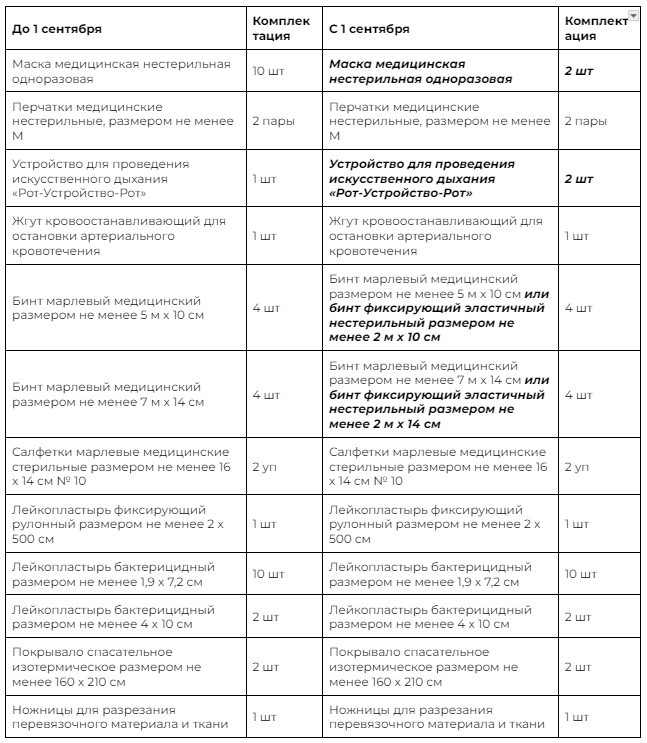 До 1 сентября
Комплек
тация
С 1 сентября
Комплект
ация
Маска медицинская нестерильная
одноразовая
10 шт
Маска медицинская
нестерильная одноразовая
2 шт
Перчатки медицинские
нестерильные, размером не менее
М
2 пары
Перчатки медицинские
нестерильные, размером не менее
М
2 пары
Устройство для проведения
искусственного дыхания
«Рот-Устройство-Рот»
1 шт
Устройство для проведения
искусственного дыхания
«Рот-Устройство-Рот»
2 шт
Жгут кровоостанавливающий для
остановки артериального
кровотечения
1 шт
Жгут кровоостанавливающий для
остановки артериального
кровотечения
1 шт
Бинт марлевый медицинский
размером не менее 5 м х 10 см
4 шт
Бинт марлевый медицинский
размером не менее 5 м х 10 см или
бинт фиксирующий эластичный
нестерильный размером не
менее 2 м х 10 см
4 шт
Бинт марлевый медицинский
размером не менее 7 м х 14 см
4 шт
Бинт марлевый медицинский
размером не менее 7 м х 14 см или
бинт фиксирующий эластичный
нестерильный размером не
менее 2 м х 14 см
4 шт
Салфетки марлевые медицинские
стерильные размером не менее 16
х 14 см № 10
2 уп
Салфетки марлевые медицинские
стерильные размером не менее 16
х 14 см № 10
2 уп
Лейкопластырь фиксирующий
рулонный размером не менее 2 х
500 см
1 шт
Лейкопластырь фиксирующий
рулонный размером не менее 2 х
500 см
1 шт
Лейкопластырь бактерицидный
размером не менее 1,9 х 7,2 см
10 шт
Лейкопластырь бактерицидный
размером не менее 1,9 х 7,2 см
10 шт
Лейкопластырь бактерицидный
размером не менее 4 х 10 см
2 шт
Лейкопластырь бактерицидный
размером не менее 4 х 10 см
2 шт
Покрывало спасательное
изотермическое размером не
менее 160 х 210 см
2 шт
Покрывало спасательное
изотермическое размером не
менее 160 х 210 см
2 шт
Ножницы для разрезания
перевязочного материала и ткани
1 шт
Ножницы для разрезания
перевязочного материала и ткани
1 шт